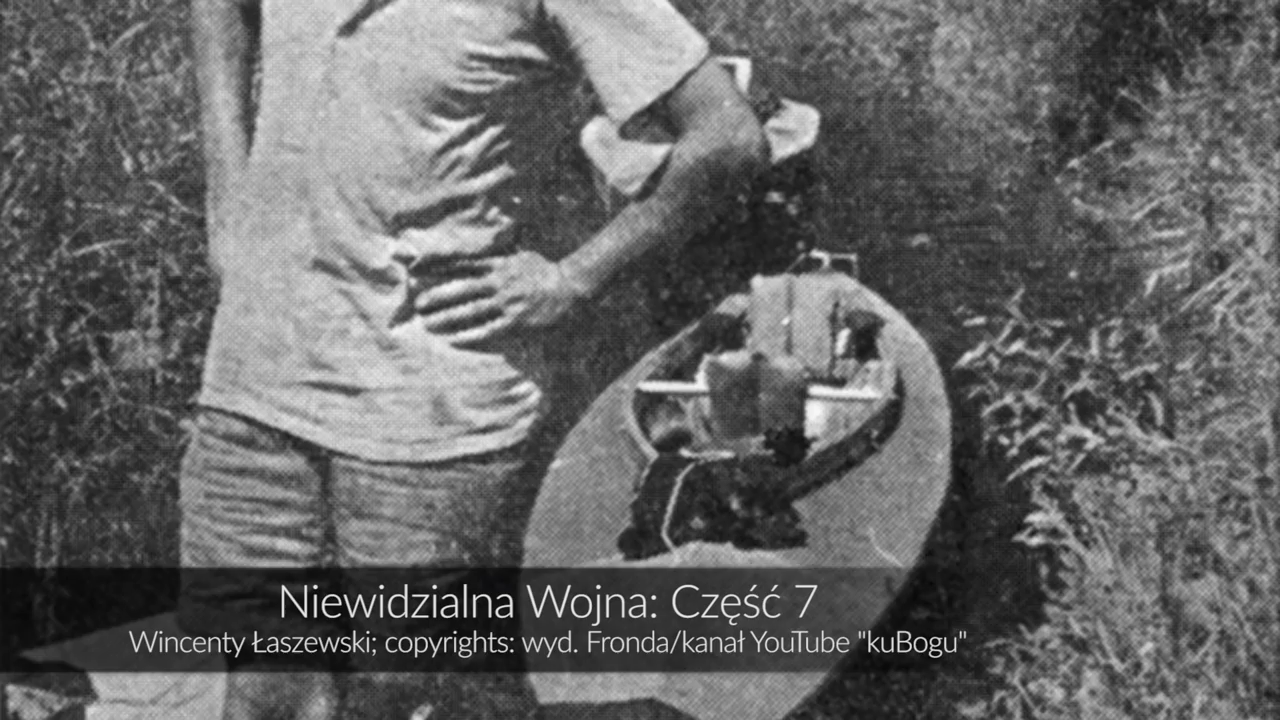 Niewidzialna Wojna: Część 7
Wincenty Łaszewski; copyrights: wyd. Fronda/kanał YouTube "kuBogu"